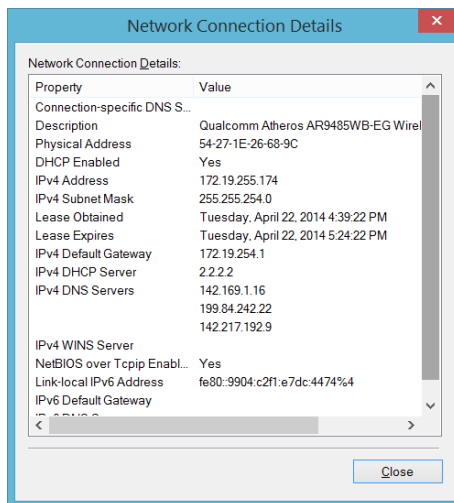 Network Connection Details
Network Connection Details:
Property Value
Connection-specific DNS S...
Description Qualcomm Atheros AR9485WB-EG Wirel
Physical Address 54-27-1E-26-68-9C
DHCP Enabled Yes
IPv4 Address 172.19.255.174
IPv4 Subnet Mask 255.255.254.0
Lease Obtained Tuesday, April 22, 2014 4:39:22 PM
Lease Expires Tuesday, April 22, 2014 5:24:22 PM
IPv4 Default Gateway 172.19.254.1
IPv4 DHCP Server 2.2.2.2
IPv4 DNS Servers 142.169.1.16
199.84.242.22
142.217.192.9
IPv4 WINS Server
NetBIOS over Tcpip Enabl... Yes
Link-local IPv6 Address fe80::9904:c2f1:e7dc:4474%4
IPv6 Default Gateway
Close